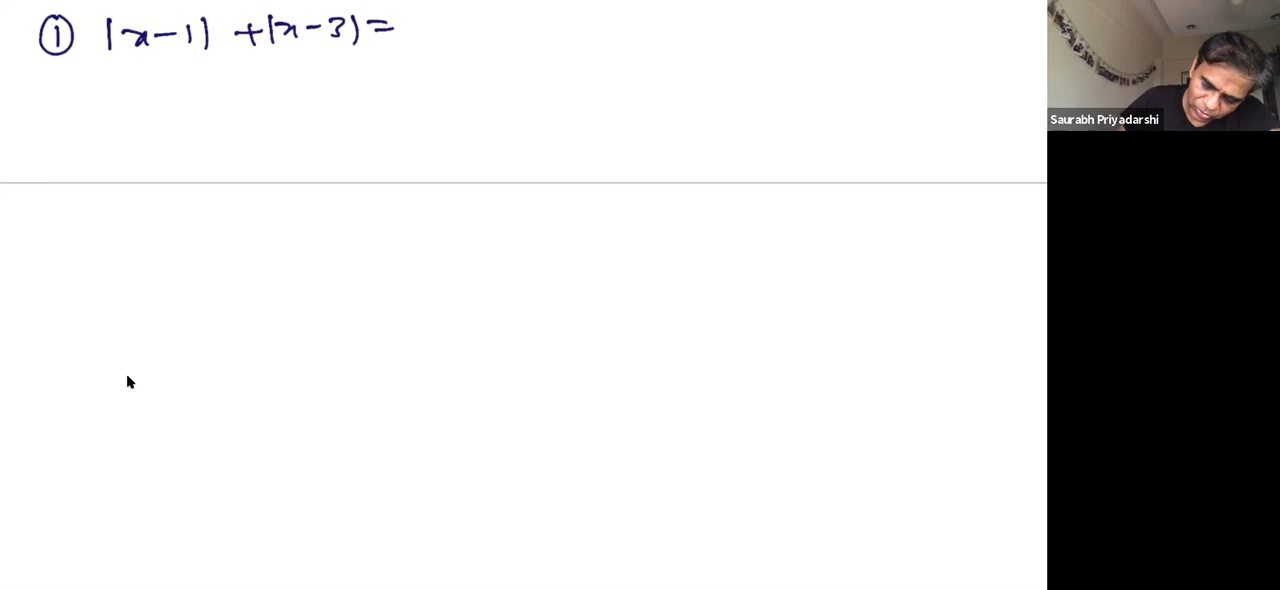 ① |x-1| + |x-3| =
Saurabh Priyadarshi